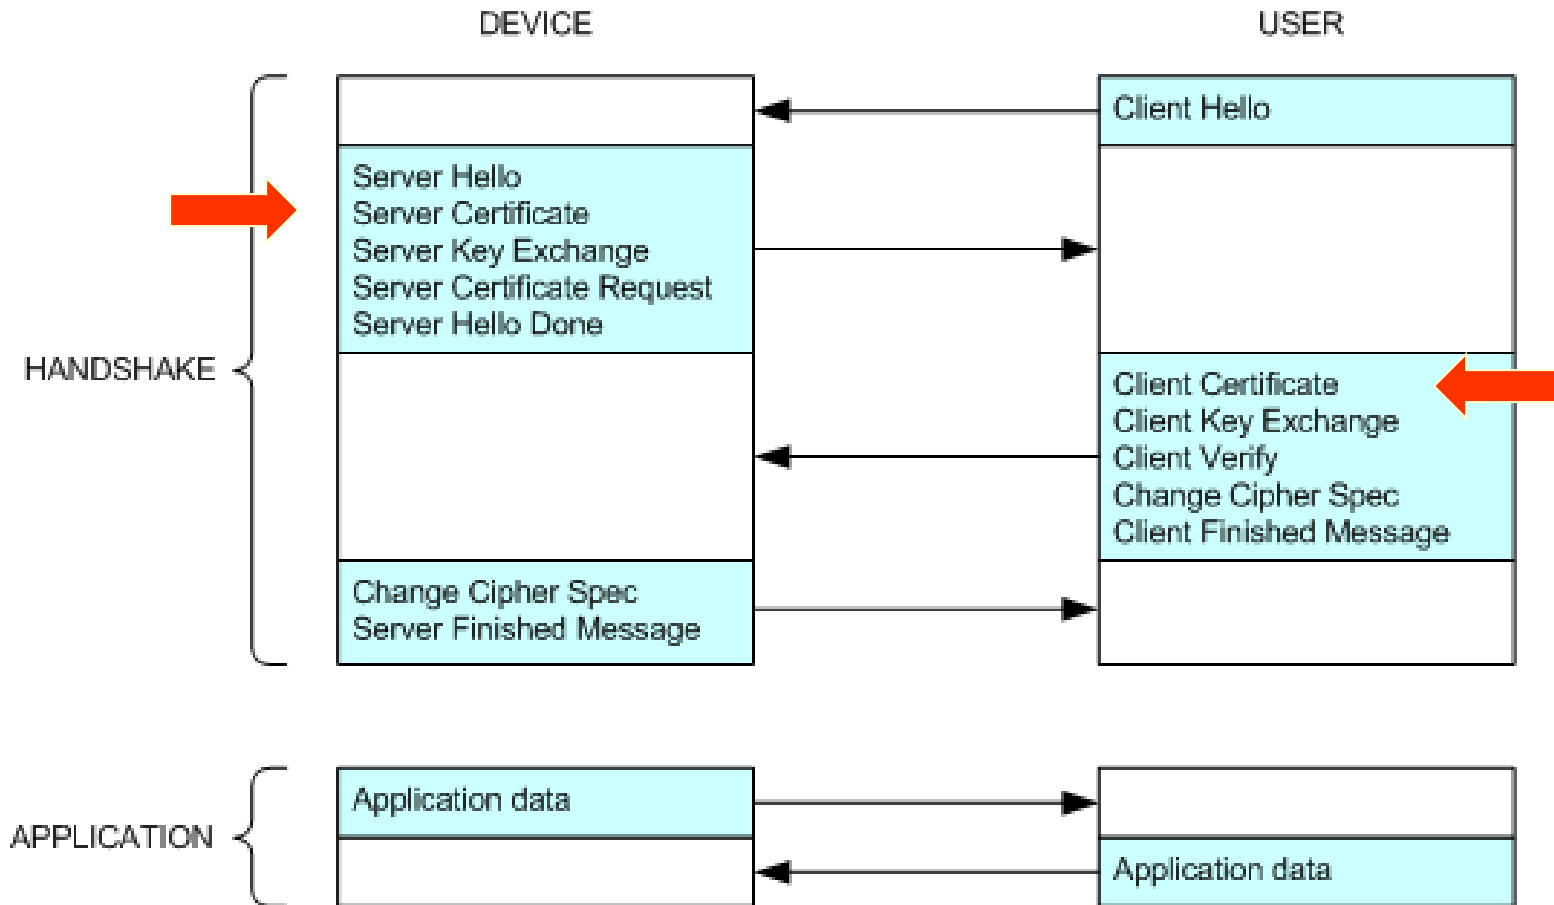 DEVICE
USER
Client Hello
Server Hello
Server Certificate
Server Key Exchange
Server Certificate Request
Server Hello Done
HANDSHAKE
Client Certificate
Client Key Exchange
Client Verify
Change Cipher Spec
Client Finished Message
Change Cipher Spec
Server Finished Message
APPLICATION
Application data
Application data